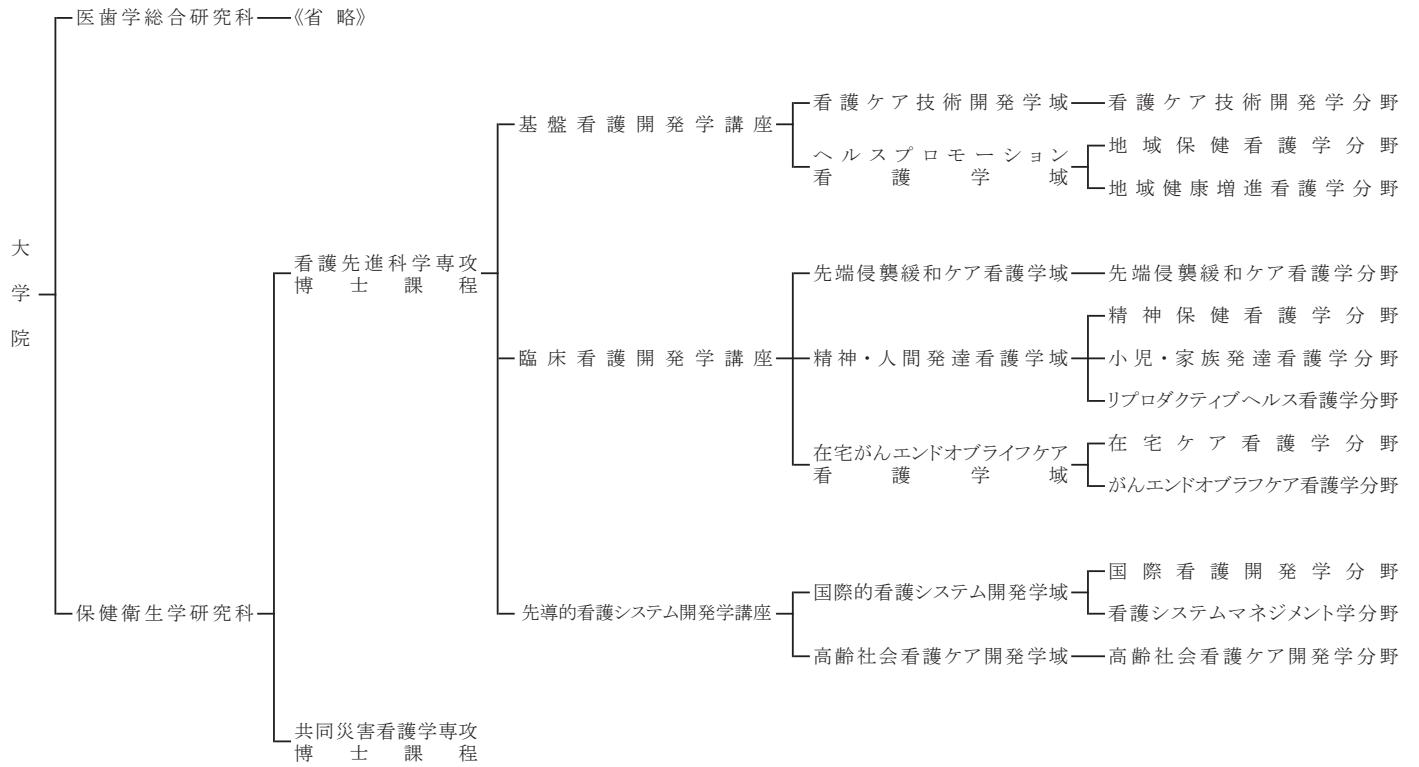 医歯学総合研究科
《省略》
大学院
保健衛生学研究科
看護先進科学専攻
博士課程
基盤看護開発学講座
看護ケア技術開発学域
看護ケア技術開発学分野
ヘルスプロモーション
看護学域
地域保健看護学分野
地域健康増進看護学分野
臨床看護開発学講座
先端侵襲緩和ケア看護学域
先端侵襲緩和ケア看護学分野
精神・人間発達看護学域
精神保健看護学分野
小児・家族発達看護学分野
リプロダクティブヘルス看護学分野
在宅がんエンドオブライフケア
看護学域
在宅ケア看護学分野
がんエンドオブラフケア看護学分野
先導的看護システム開発学講座
国際的看護システム開発学域
国際看護開発学分野
看護システムマネジメント学分野
高齢社会看護ケア開発学域
高齢社会看護ケア開発学分野
共同災害看護学専攻
博士課程